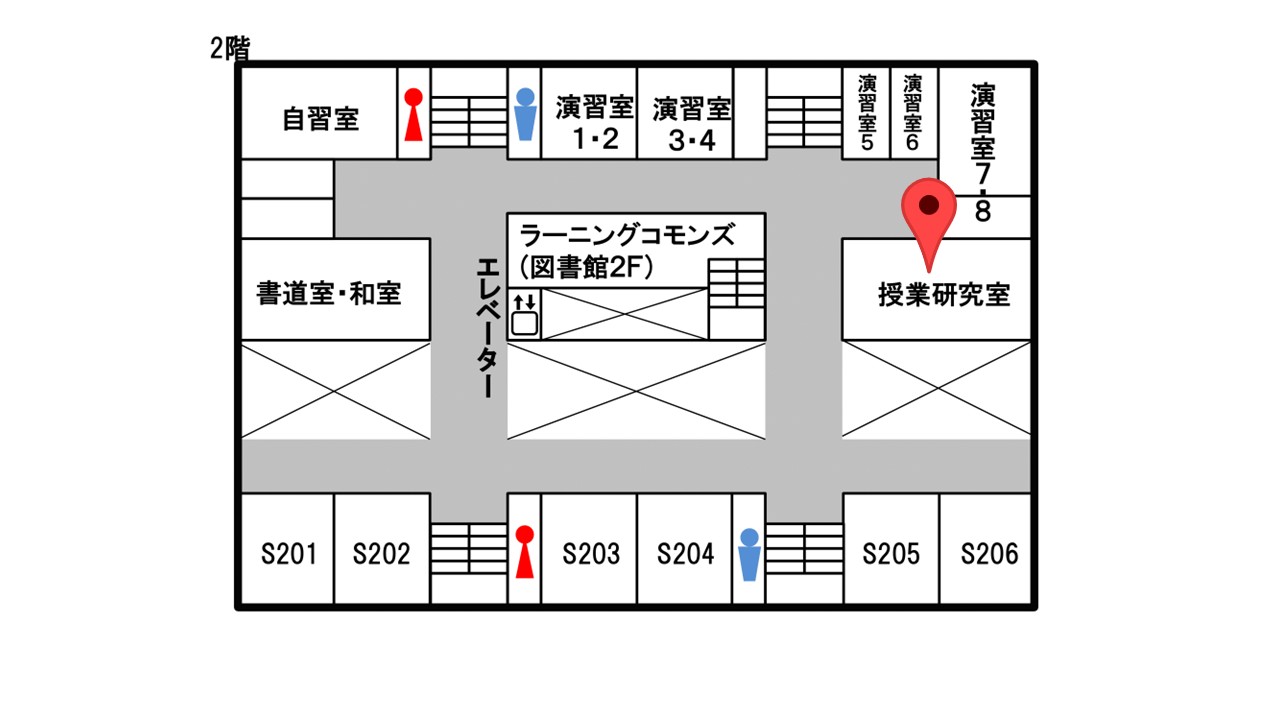 2階
自習室
演習室
1・2
演習室
3・4
演習室5
演習室6
演習室7・8
ラーニングコモンズ
(図書館2F)
エレベーター
書道室・和室
授業研究室
S201
S202
S203
S204
S205
S206